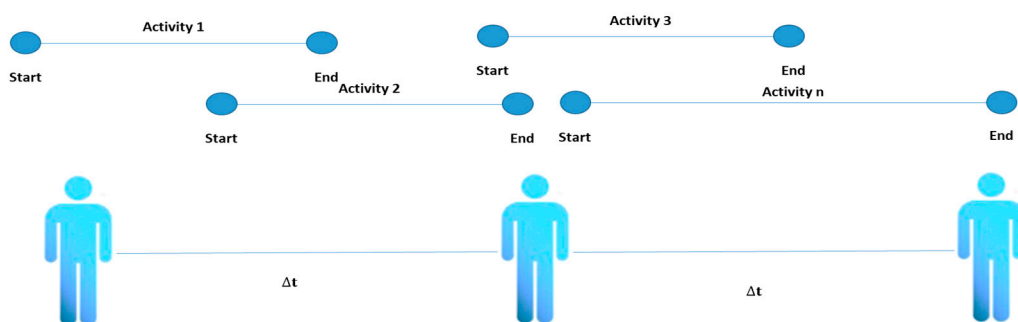 Activity 1
Start
End
Activity 2
Start
End
Activity 3
Start
End
Activity n
Start
End
Δt
Δt